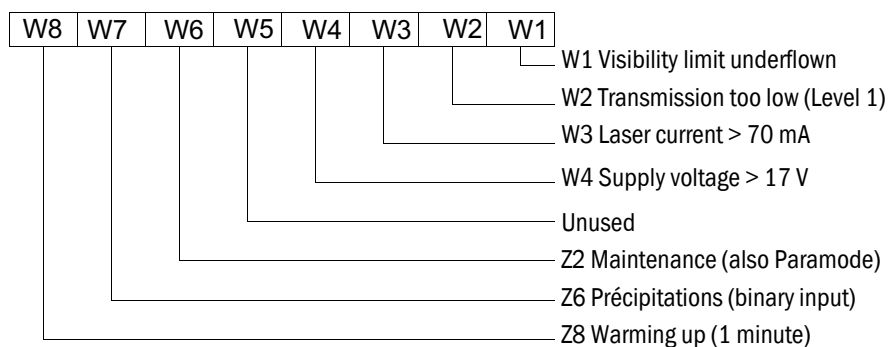 W8 W7 W6 W5 W4 W3 W2 W1
W1 Visibility limit underflown
W2 Transmission too low (Level 1)
W3 Laser current > 70 mA
W4 Supply voltage > 17 V
Unused
Z2 Maintenance (also Paramode)
Z6 Précipitations (binary input)
Z8 Warming up (1 minute)